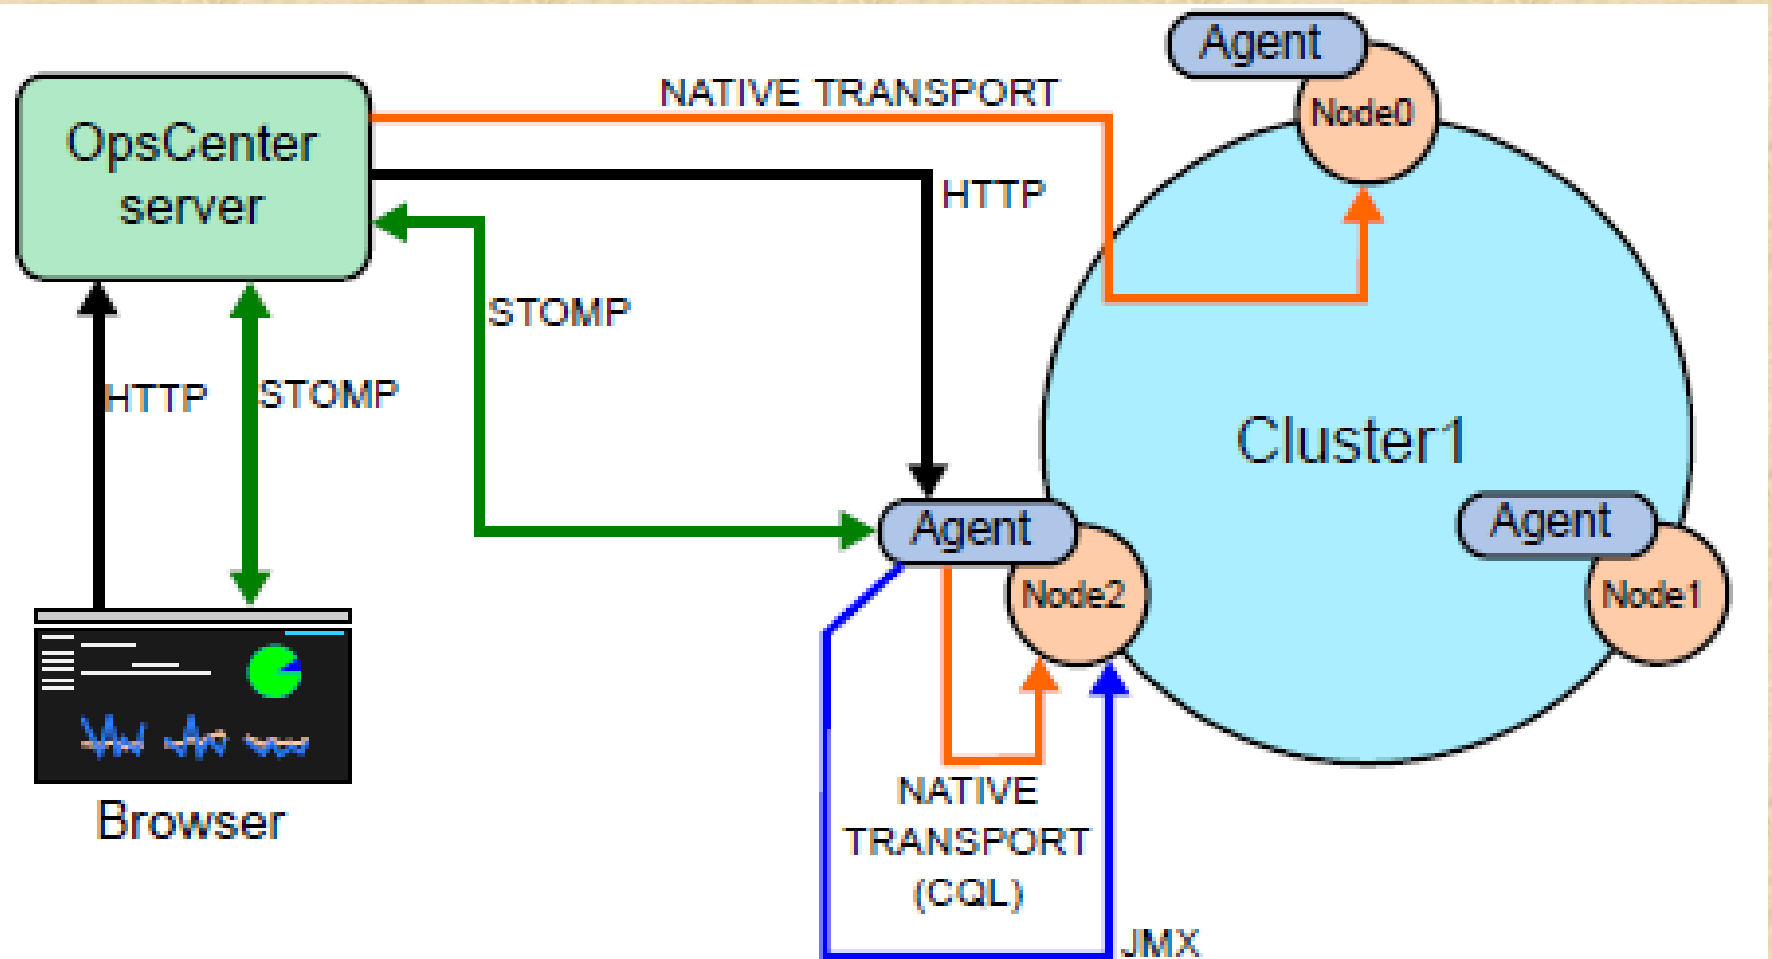 Agent
NATIVE TRANSPORT
Node0
OpsCenter
server
HTTP
STOMP
HTTP
STOMP
Cluster1
Agent
Agent
Node2
Node1
NATIVE
TRANSPORT
(CQL)
Browser
JMX